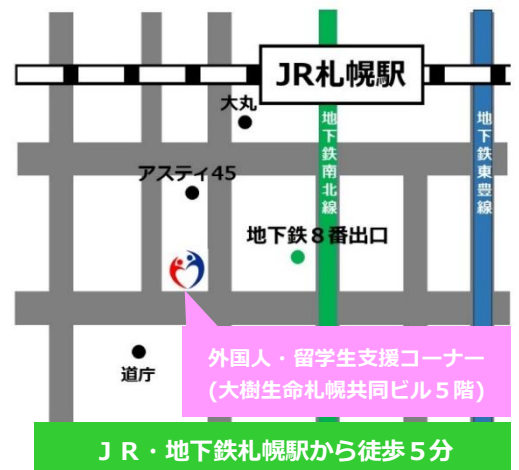 JR札幌駅
大丸
地下鉄南北線
地下鉄東豊線
アスティ45
地下鉄８番出口
外国人・留学生支援コーナー
(大樹生命札幌共同ビル５階)
道庁
ＪＲ・地下鉄札幌駅から徒歩５分